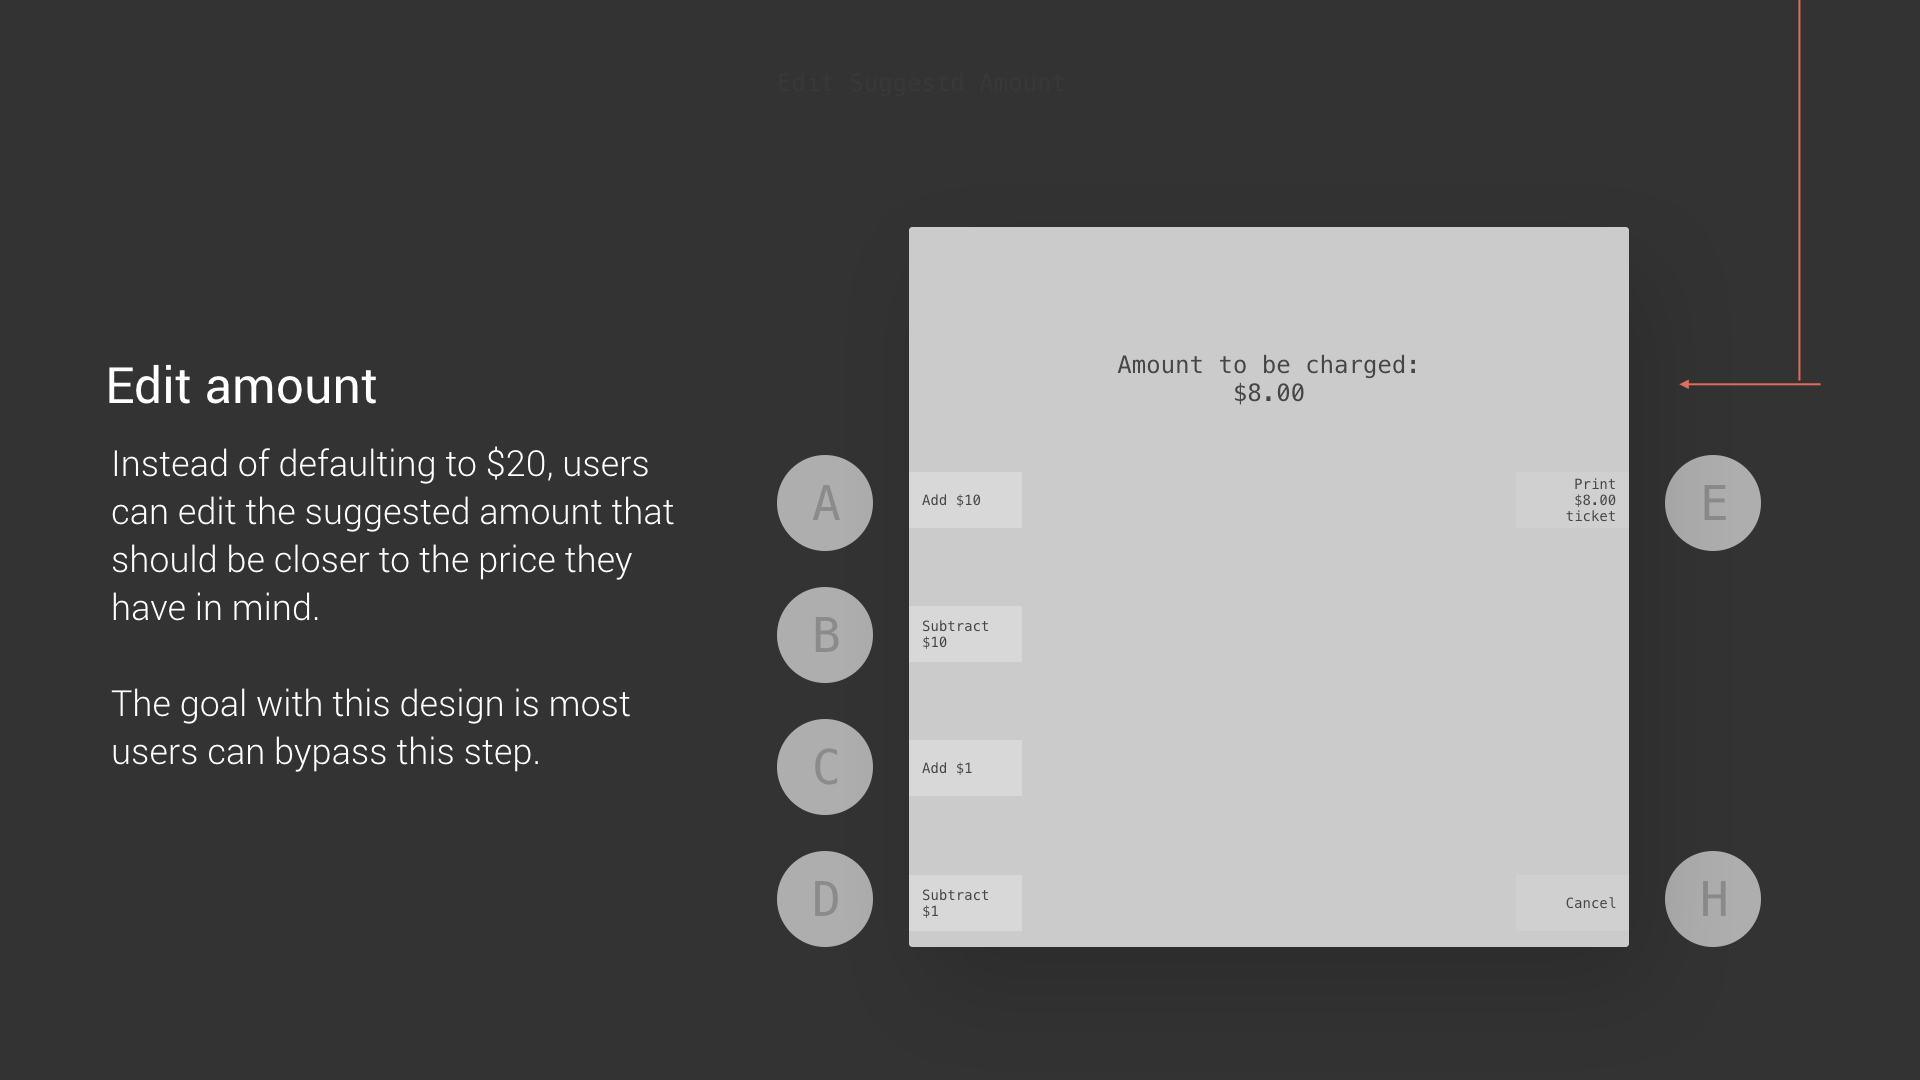 Edit Suggestd Amount
Edit amount
Instead of defaulting to $20, users
can edit the suggested amount that
should be closer to the price they
have in mind.
The goal with this design is most
users can bypass this step.
Amount to be charged:
$8.00
A
Add $10
Print
$8.00
ticket
E
B
Subtract
$10
C
Add $1
D
Subtract
$1
Cancel
H